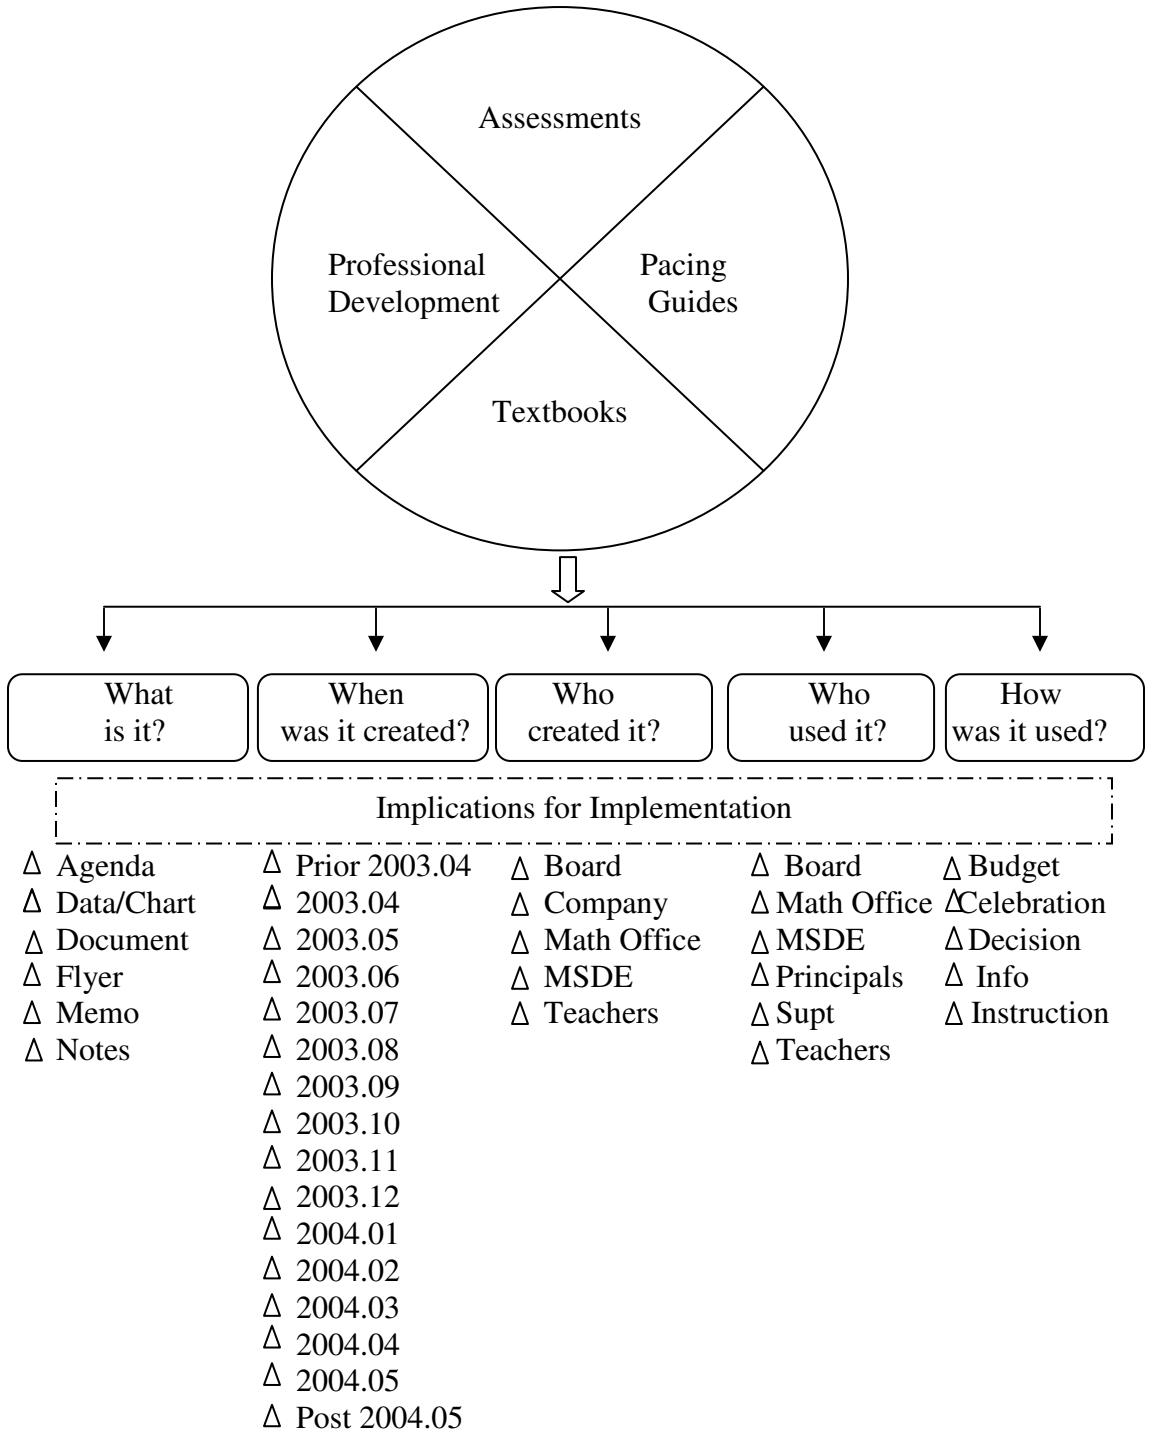 Assessments
Professional
Development
Pacing
Guides
Textbooks
What
is it?
When
was it created?
Who
created it?
Who
used it?
How
was it used?
Implications for Implementation
Agenda
Data/Chart
Document
Flyer
Memo
Notes
Prior 2003.04
2003.04
2003.05
2003.06
2003.07
2003.08
2003.09
2003.10
2003.11
2003.12
2004.01
2004.02
2004.03
2004.04
2004.05
Post 2004.05
Board
Company
Math Office
MSDE
Teachers
Board
Math Office
MSDE
Principals
Supt
Teachers
Budget
Celebration
Decision
Info
Instruction